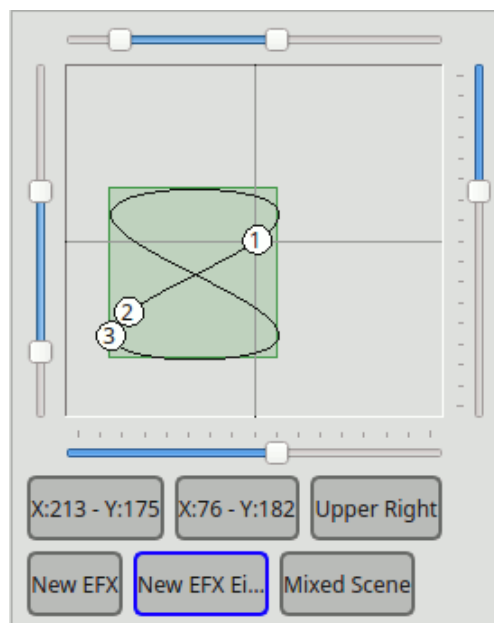 1
2
3
X:213 - Y:175 X:76 - Y:182 Upper Right
New EFX New EFX Ei... Mixed Scene